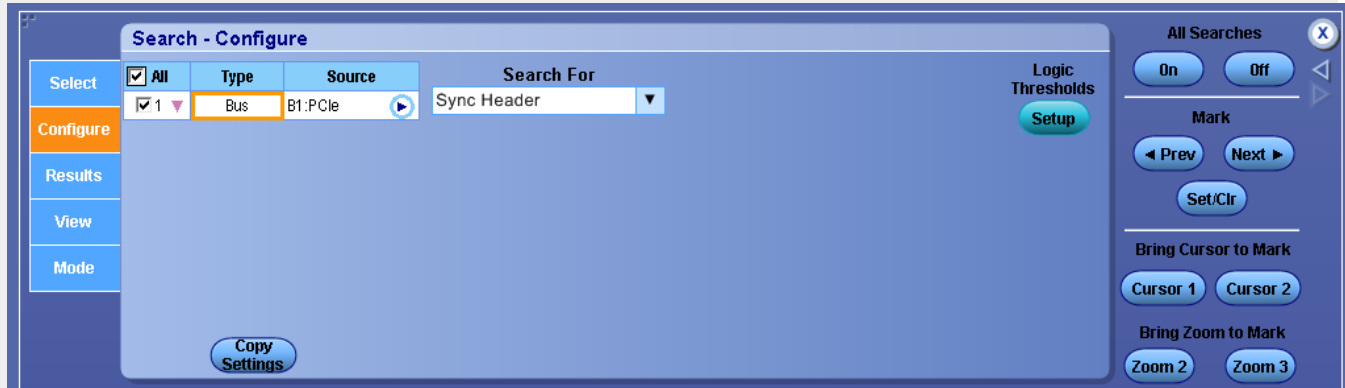 Search - Configure
Select
Configure
Results
View
Mode
All Type Source
1 Bus B1:PCIe
Search For
Sync Header
Logic
Thresholds
Setup
Copy
Settings
All Searches
On Off
X
Mark
Prev Next
Set/Clr
Bring Cursor to Mark
Cursor 1 Cursor 2
Bring Zoom to Mark
Zoom 2 Zoom 3